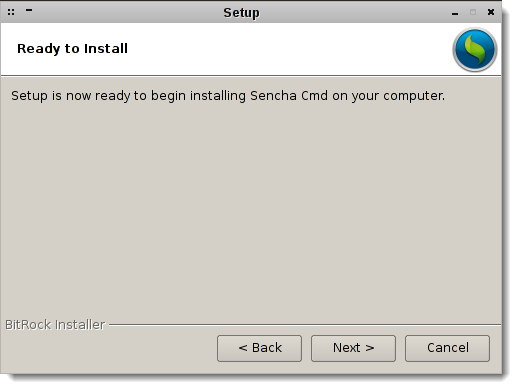 Setup
Ready to Install
Setup is now ready to begin installing Sencha Cmd on your computer.
BitRock Installer
< Back
Next >
Cancel